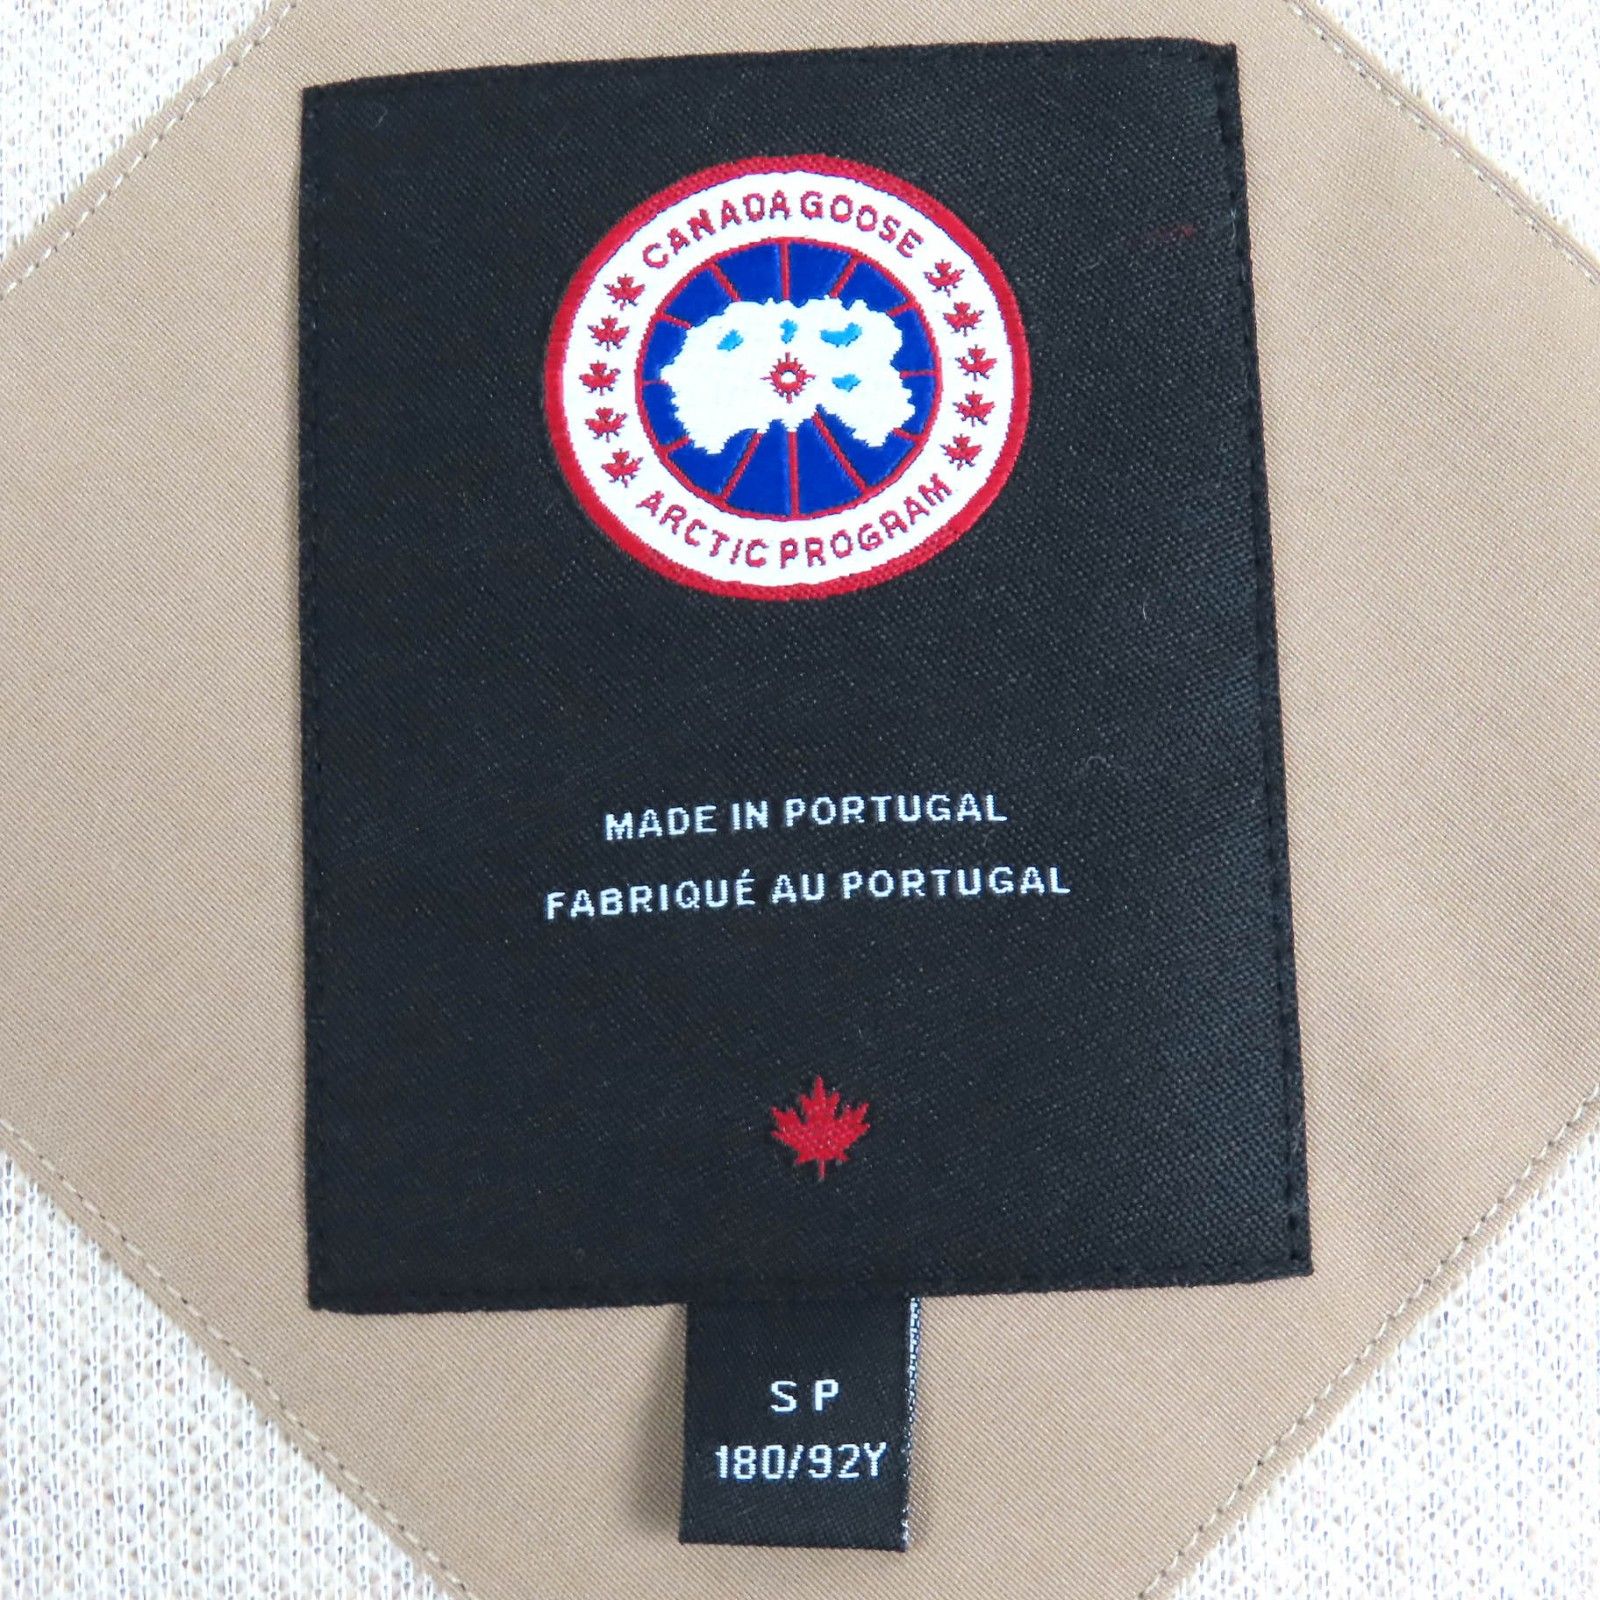 CANADA GOOSE
ARCTIC PROGRAM
MADE IN PORTUGAL
FABRIQUÉ AU PORTUGAL
S P
180/92Y